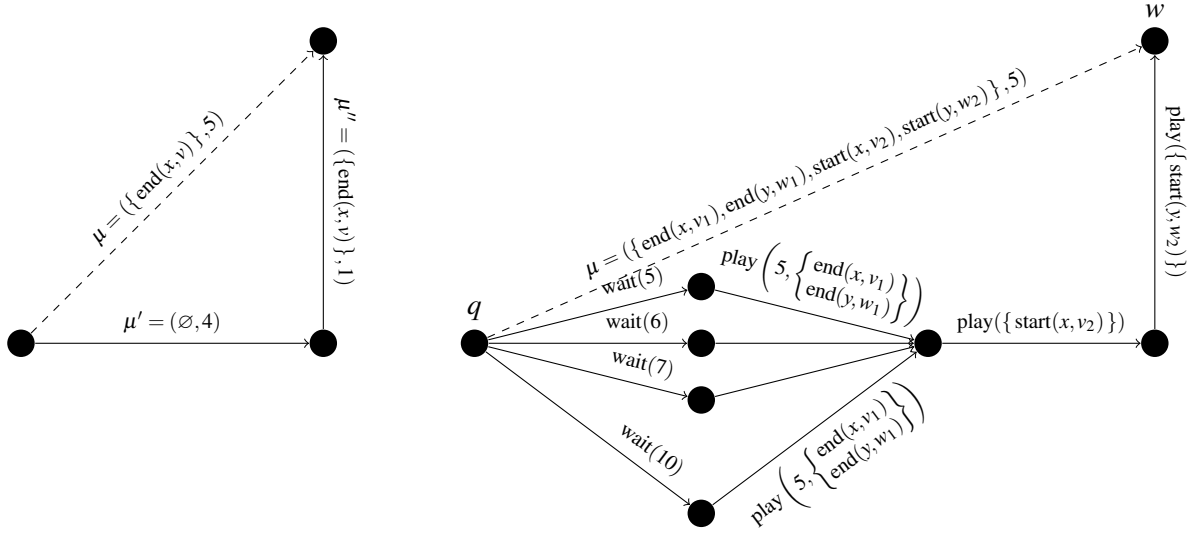 μ = ({end(x,v)},5)
μ′ = (∅,4)
μ″ = ({end(x,v)},1)
w
μ = ({end(x,v₁),end(y,w₁),start(x,v₂),start(y,w₂)},5)
q
wait(5)
wait(6)
wait(7)
wait(10)
play(5,{end(x,v₁)
end(y,w₁)})
play(5,{end(x,v₁)
end(y,w₁)})
play({start(x,v₂)})
play({start(y,w₂)})